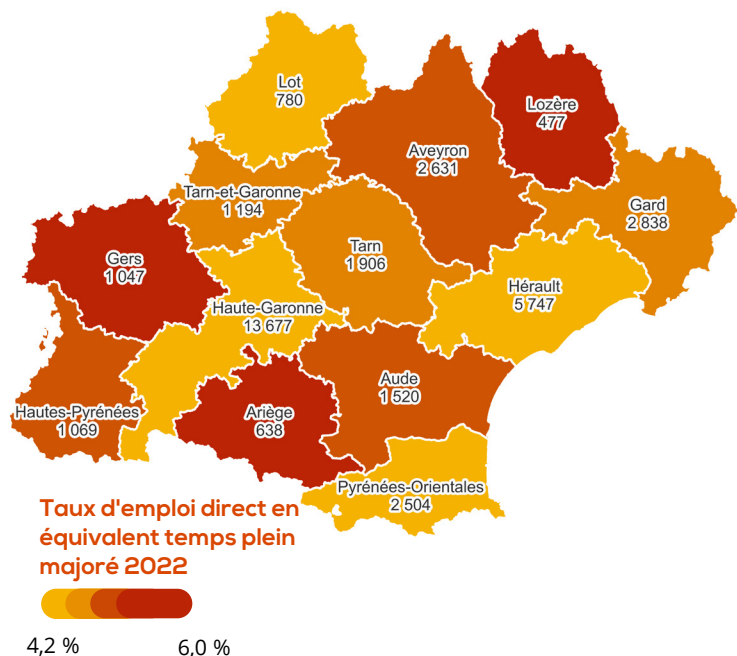 Lot
780
Lozère
477
Aveyron
2 631
Tarn-et-Garonne
1 194
Gard
2 838
Tarn
1 906
Gers
1 047
Hérault
5 747
Haute-Garonne
13 677
Aude
1 520
Hautes-Pyrénées
1 069
Ariège
638
Pyrénées-Orientales
2 504
Taux d'emploi direct en
équivalent temps plein
majoré 2022
4,2 % 6,0 %